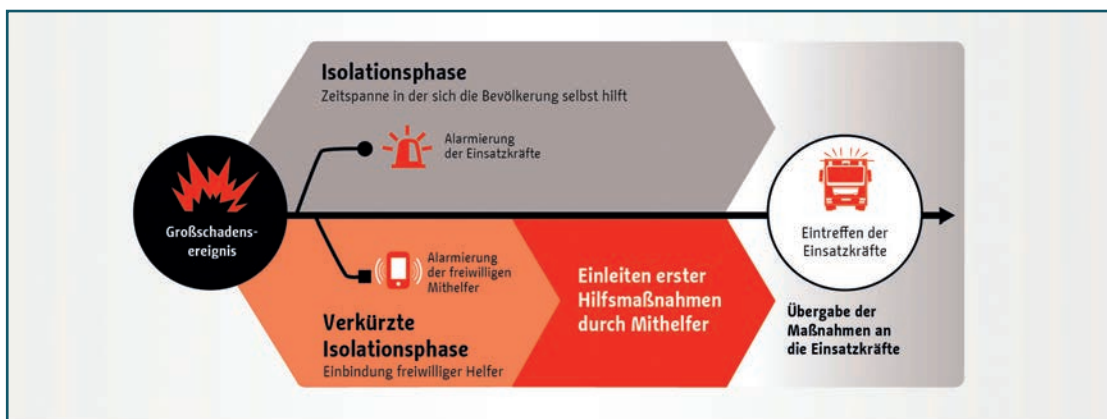 Isolationsphase
Zeitspanne in der sich die Bevölkerung selbst hilft
Alarmierung
der Einsatzkräfte
Großschadens-
ereignis
Eintreffen der
Einsatzkräfte
Alarmierung
der freiwilligen
Mithelfer
Einleiten erster
Hilfsmaßnahmen
durch Mithelfer
Verkürzte
Isolationsphase
Einbindung freiwilliger Helfer
Übergabe der
Maßnahmen an
die Einsatzkräfte